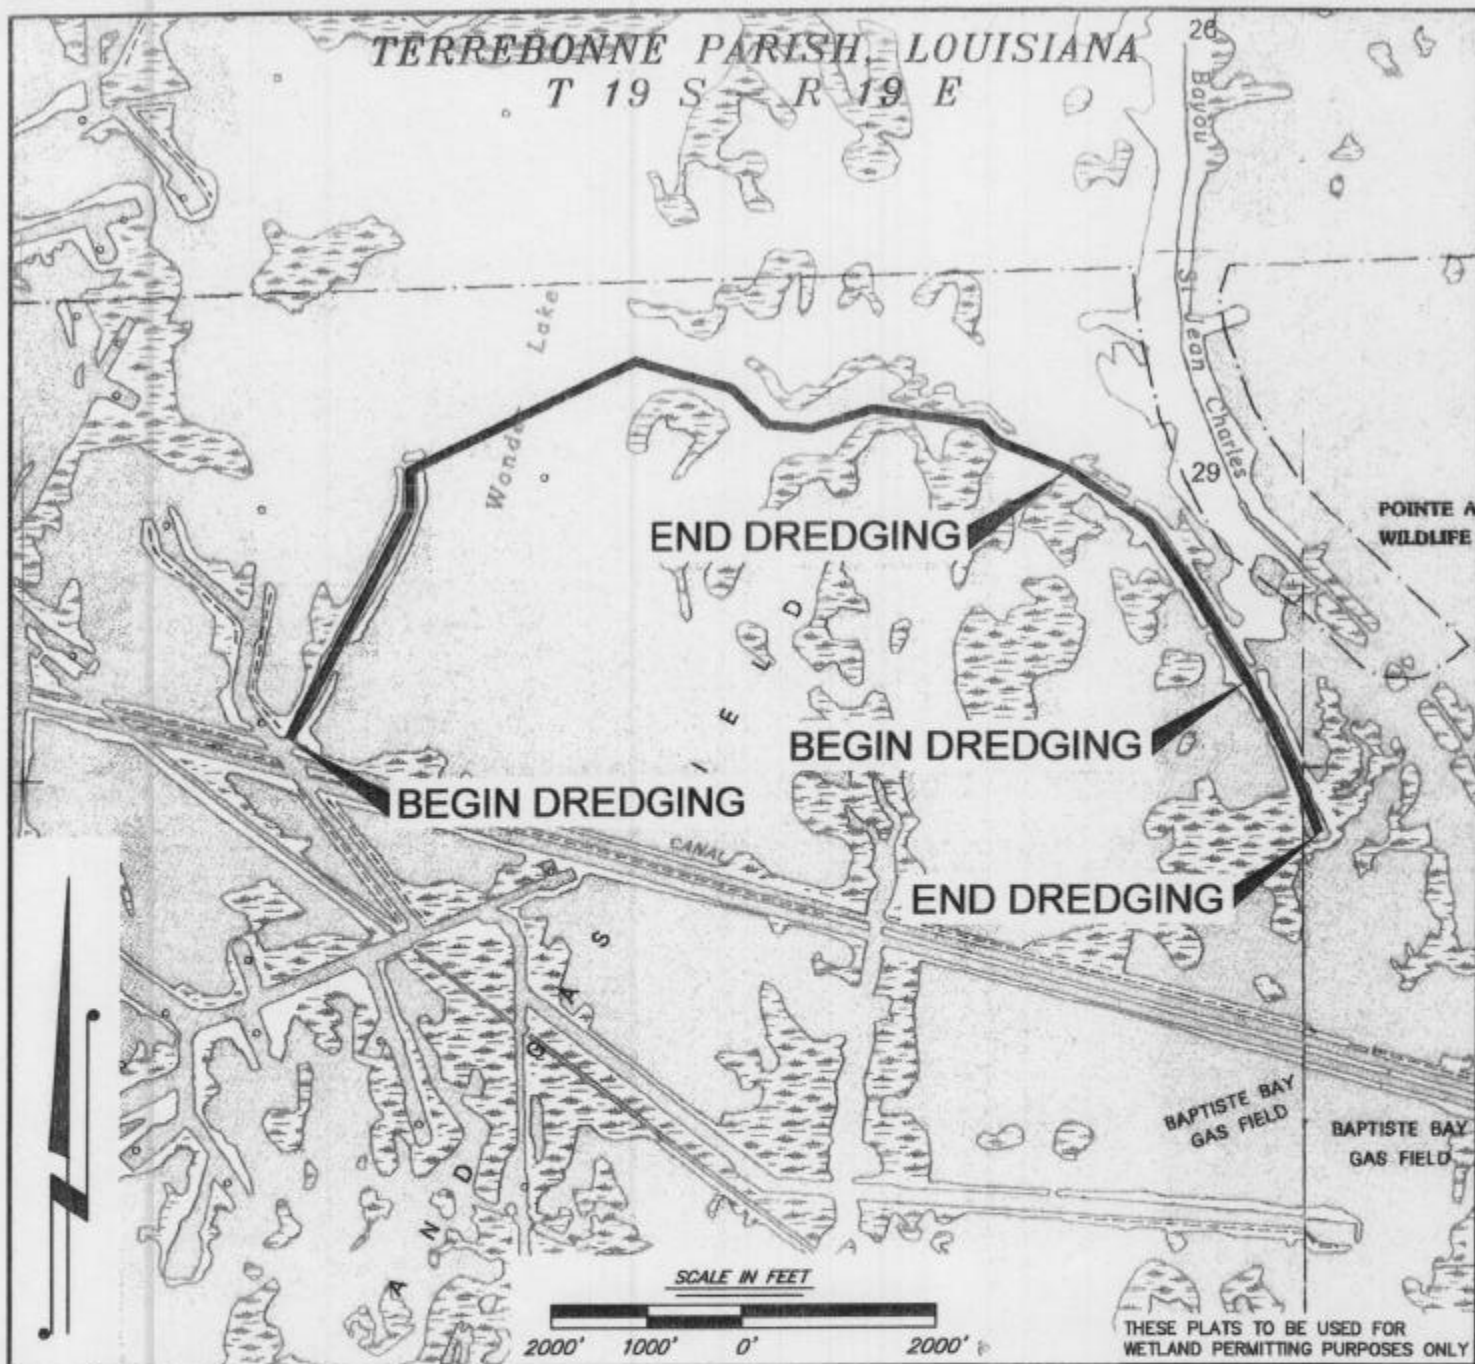 TERREBONNE PARISH, LOUISIANA
T 19 S R 19 E
26
Bayou
St. Jean Charles
Lake
Wonder
29
POINTE A
WILDLIFE
END DREDGING
BEGIN DREDGING
BEGIN DREDGING
END DREDGING
CANAL
A N D G A S F I E L D
BAPTISTE BAY
GAS FIELD
BAPTISTE BAY
GAS FIELD
SCALE IN FEET
2000' 1000' 0' 2000'
THESE PLATS TO BE USED FOR
WETLAND PERMITTING PURPOSES ONLY